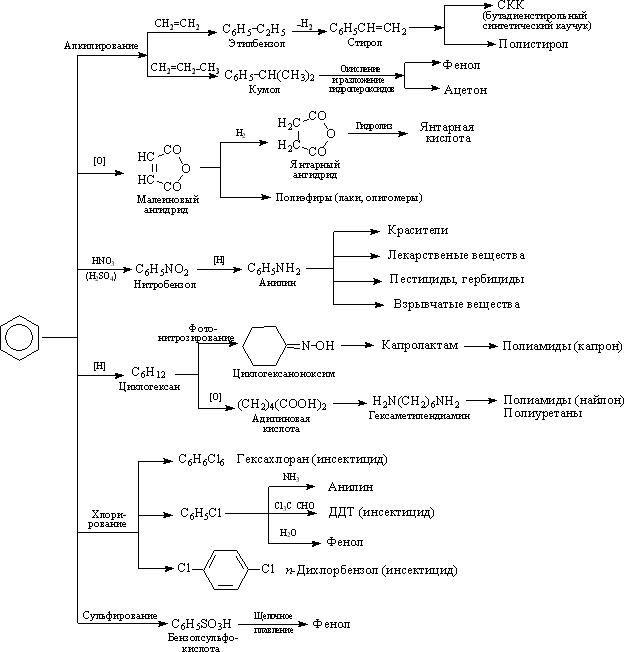 CH2=CH2
C6H5-C2H5
-H2
C6H5CH=CH2
СКК
(бутадиенстирольный
синтетический каучук)
Этилбензол
Стирол
Полистирол
Алкилирование
CH2=CH2-CH3
C6H5-CH(CH3)2
Окисление
и разложение
гидропероксидов
Фенол
Кумол
Ацетон
[O]
HC
CO
HC
CO
O
Малеиновый
ангидрид
H2
H2C
CO
H2C
CO
O
Янтарный
ангидрид
Гидролиз
Янтарная
кислота
Полиэфиры (лаки, олигомеры)
HNO3
(H2SO4)
C6H5NO2
Нитробензол
[H]
C6H5NH2
Анилин
Красители
Лекарственые вещества
Пестициды, гербициды
Взрывчатые вещества
[H]
C6H12
Циклогексан
Фото-
нитрозирование
=N-OH
Циклогексаноноксим
Капролактам
Полиамиды (капрон)
[O]
(CH2)4(COOH)2
Адипиновая
кислота
H2N(CH2)6NH2
Гексаметилендиамин
Полиамиды (найлон)
Полиуретаны
Хлори-
рование
C6H6Cl6 Гексахлоран (инсектицид)
C6H5Cl
NH3
Анилин
Cl3C CHO
ДДТ (инсектицид)
H2O
Фенол
Cl
Cl
п-Дихлорбензол (инсектицид)
Сульфирование
C6H5SO3H
Бензолсульфо-
кислота
Щелочное
плавление
Фенол